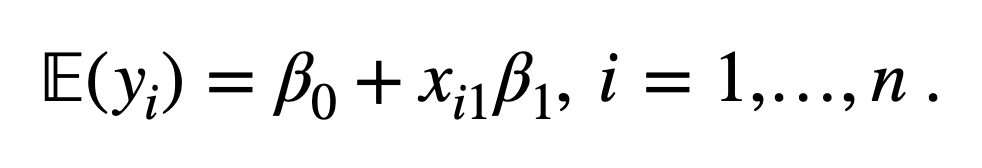 𝔼(yᵢ) = β₀ + xᵢ₁β₁, i = 1,…, n .